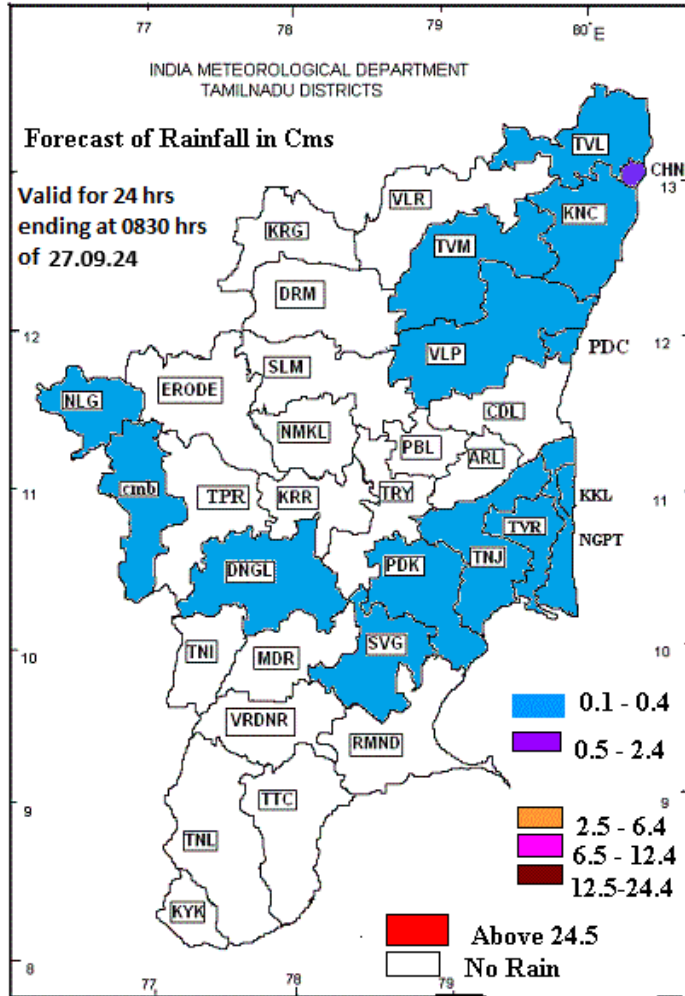 77 78 79 80 E
INDIA METEOROLOGICAL DEPARTMENT
TAMILNADU DISTRICTS
Forecast of Rainfall in Cms
TVL
CHN
13
Valid for 24 hrs
ending at 0830 hrs
of 27.09.24
VLR
KNC
KRG
TVM
DRM
12
12
PDC
VLP
SLM
ERODE
NLG
CDL
NMKL
PBL
ARL
cmb
11
TPR
KRR
TRY
KKL
11
TVR
NGPT
DNGL
PDK
TNJ
10
TNI
MDR
SVG
10
0.1 - 0.4
VRDNR
RMND
0.5 - 2.4
9
TTC
9
2.5 - 6.4
TNL
6.5 - 12.4
12.5-24.4
KYK
Above 24.5
No Rain
8
77 78 79